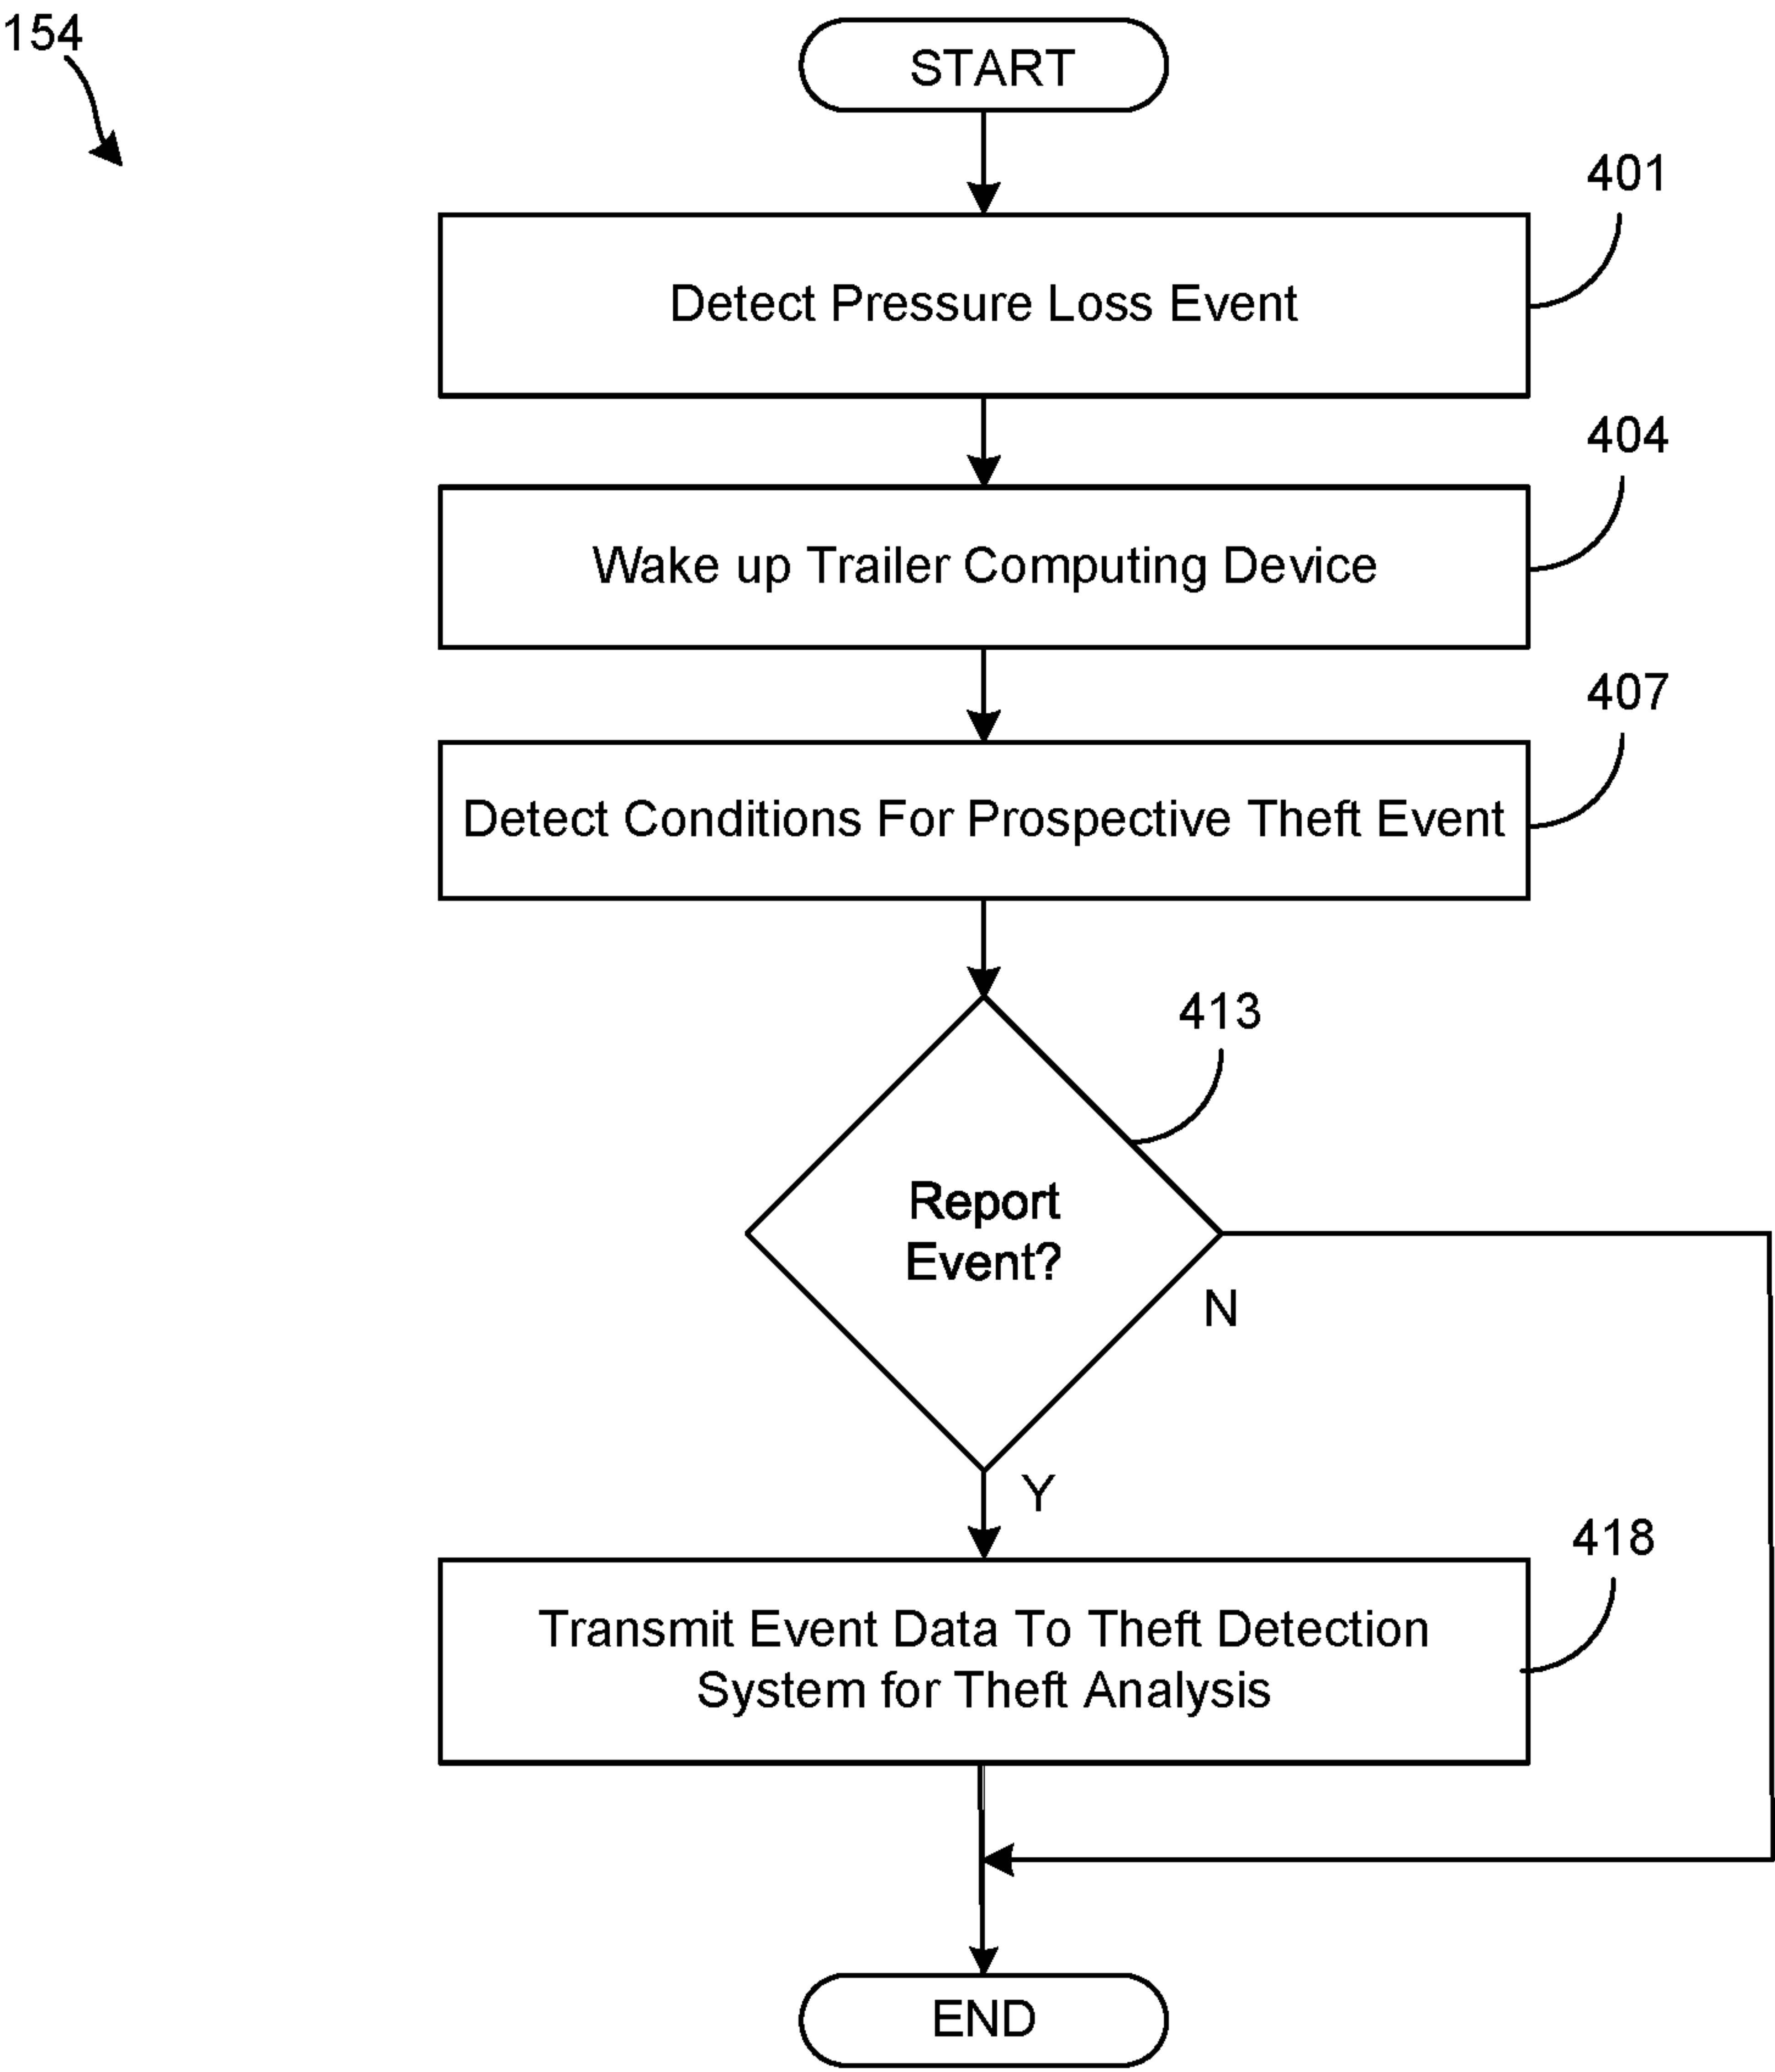 154
START
401
Detect Pressure Loss Event
404
Wake up Trailer Computing Device
407
Detect Conditions For Prospective Theft Event
413
Report
Event?
N
Y
418
Transmit Event Data To Theft Detection
System for Theft Analysis
END